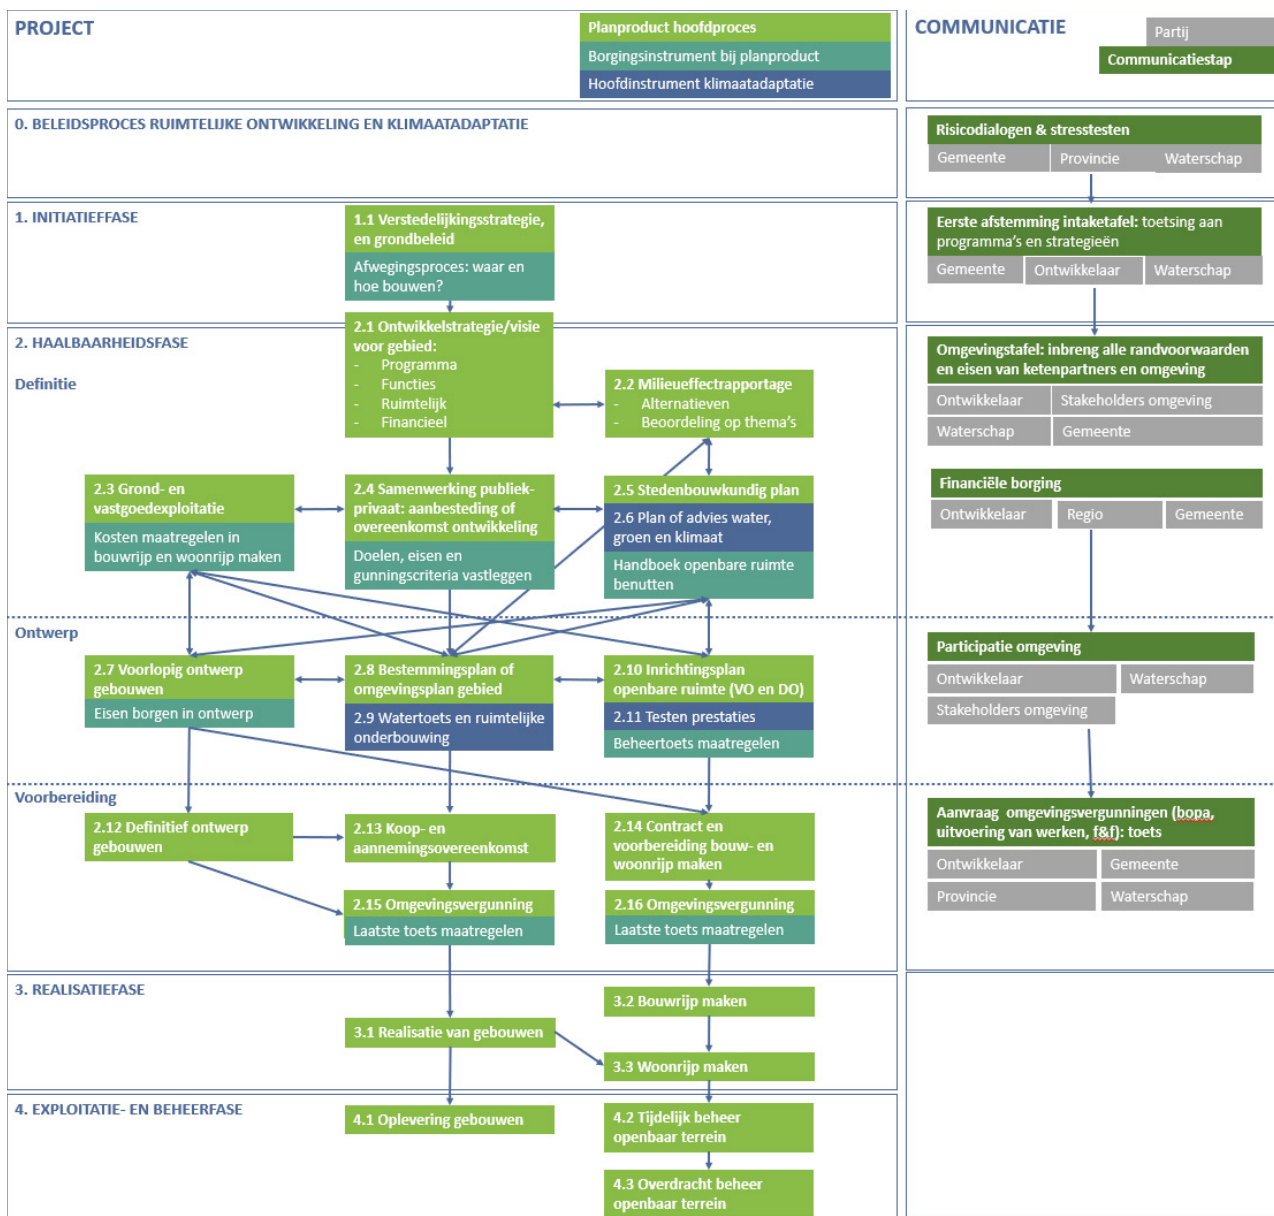 PROJECT
Planproduct hoofdproces
Borgingsinstrument bij planproduct
Hoofdinstrument klimaatadaptatie
COMMUNICATIE
Partij
Communicatiestap
0. BELEIDSPROCES RUIMTELIJKE ONTWIKKELING EN KLIMAATADAPTATIE
Risicodialogen & stresstesten
Gemeente
Provincie
Waterschap
1. INITIATIEFFASE
1.1 Verstedelijkingsstrategie,
en grondbeleid
Afwegingsproces: waar en
hoe bouwen?
Eerste afstemming intaketafel: toetsing aan
programma's en strategieën
Gemeente
Ontwikkelaar
Waterschap
2. HAALBAARHEIDSFASE
Definitie
2.1 Ontwikkelstrategie/visie
voor gebied:
- Programma
- Functies
- Ruimtelijk
- Financieel
2.2 Milieueffectrapportage
- Alternatieven
- Beoordeling op thema's
2.3 Grond- en
vastgoedexploitatie
Kosten maatregelen in
bouwrijp en woonrijp maken
2.4 Samenwerking publiek-
privaat: aanbesteding of
overeenkomst ontwikkeling
Doelen, eisen en
gunningscriteria vastleggen
2.5 Stedenbouwkundig plan
2.6 Plan of advies water,
groen en klimaat
Handboek openbare ruimte
benutten
Omgevingstafel: inbreng alle randvoorwaarden
en eisen van ketenpartners en omgeving
Ontwikkelaar
Stakeholders omgeving
Waterschap
Gemeente
Financiële borging
Ontwikkelaar
Regio
Gemeente
Ontwerp
2.7 Voorlopig ontwerp
gebouwen
Eisen borgen in ontwerp
2.8 Bestemmingsplan of
omgevingsplan gebied
2.9 Watertoets en ruimtelijke
onderbouwing
2.10 Inrichtingsplan
openbare ruimte (VO en DO)
2.11 Testen prestaties
Beheertoets maatregelen
Participatie omgeving
Ontwikkelaar
Waterschap
Stakeholders omgeving
Voorbereiding
2.12 Definitief ontwerp
gebouwen
2.13 Koop- en
aannemingsovereenkomst
2.14 Contract en
voorbereiding bouw- en
woonrijp maken
2.15 Omgevingsvergunning
Laatste toets maatregelen
2.16 Omgevingsvergunning
Laatste toets maatregelen
Aanvraag omgevingsvergunningen (bopa,
uitvoering van werken, f&f): toets
Ontwikkelaar
Gemeente
Provincie
Waterschap
3. REALISATIEFASE
3.1 Realisatie van gebouwen
3.2 Bouwrijp maken
3.3 Woonrijp maken
4. EXPLOITATIE- EN BEHEERFASE
4.1 Oplevering gebouwen
4.2 Tijdelijk beheer
openbaar terrein
4.3 Overdracht beheer
openbaar terrein